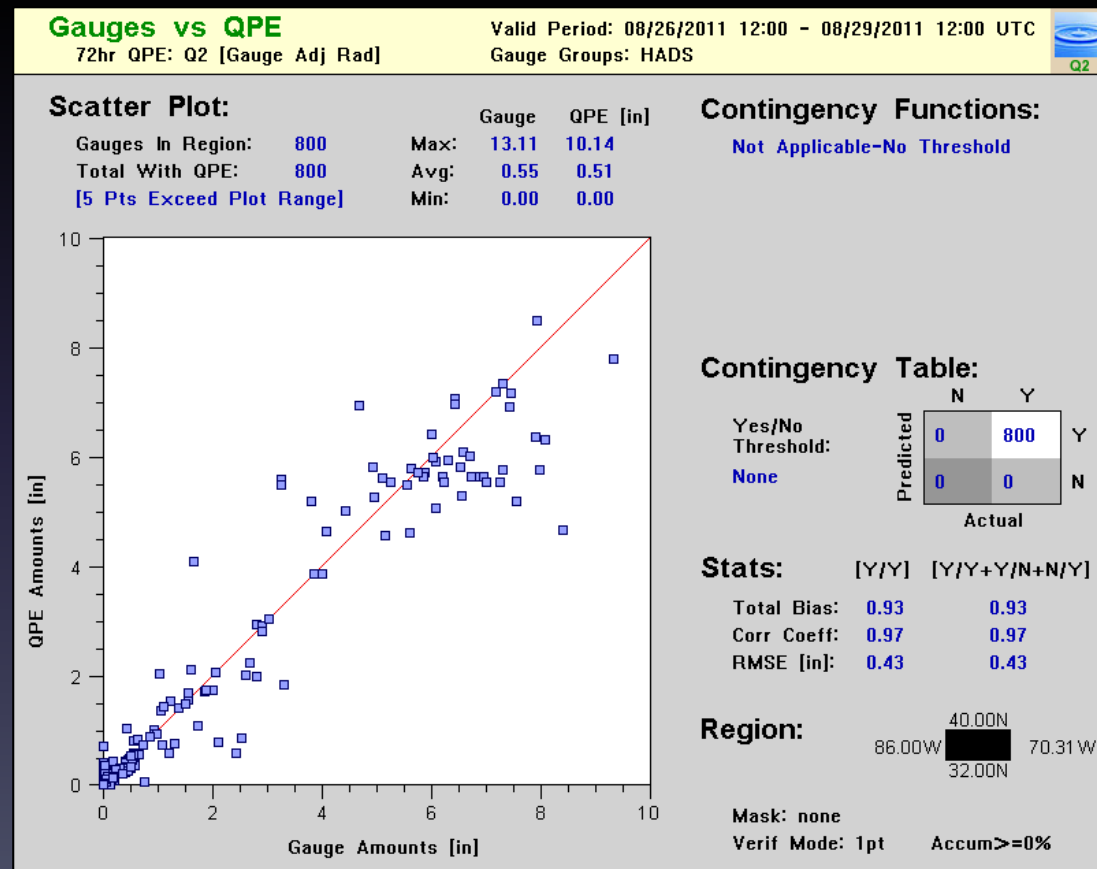 Gauges vs QPE
72hr QPE: Q2 [Gauge Adj Rad]
Valid Period: 08/26/2011 12:00 - 08/29/2011 12:00 UTC
Gauge Groups: HADS
Q2
Scatter Plot:
Gauge QPE [in]
Gauges In Region: 800 Max: 13.11 10.14
Total With QPE: 800 Avg: 0.55 0.51
[5 Pts Exceed Plot Range] Min: 0.00 0.00
10
8
6
4
2
0
QPE Amounts [in]
0 2 4 6 8 10
Gauge Amounts [in]
Contingency Functions:
Not Applicable-No Threshold
Contingency Table:
Yes/No
Threshold:
None
N Y
Predicted
0 800 Y
0 0 N
Actual
Stats: [Y/Y] [Y/Y+Y/N+N/Y]
Total Bias: 0.93 0.93
Corr Coeff: 0.97 0.97
RMSE [in]: 0.43 0.43
Region:
40.00N
86.00W 70.31W
32.00N
Mask: none
Verif Mode: 1pt Accum>=0%